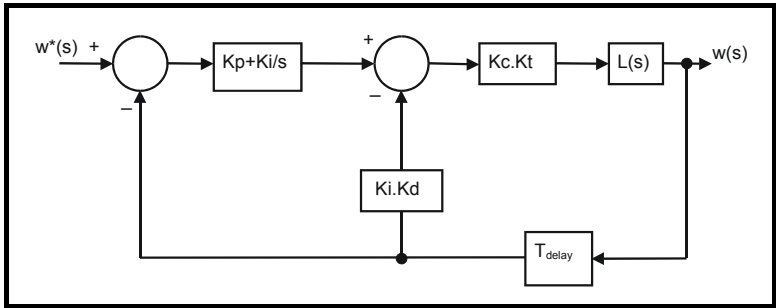 w*(s) +
Kp+Ki/s
+
Kc.Kt
L(s)
w(s)
–
–
Ki.Kd
Tdelay